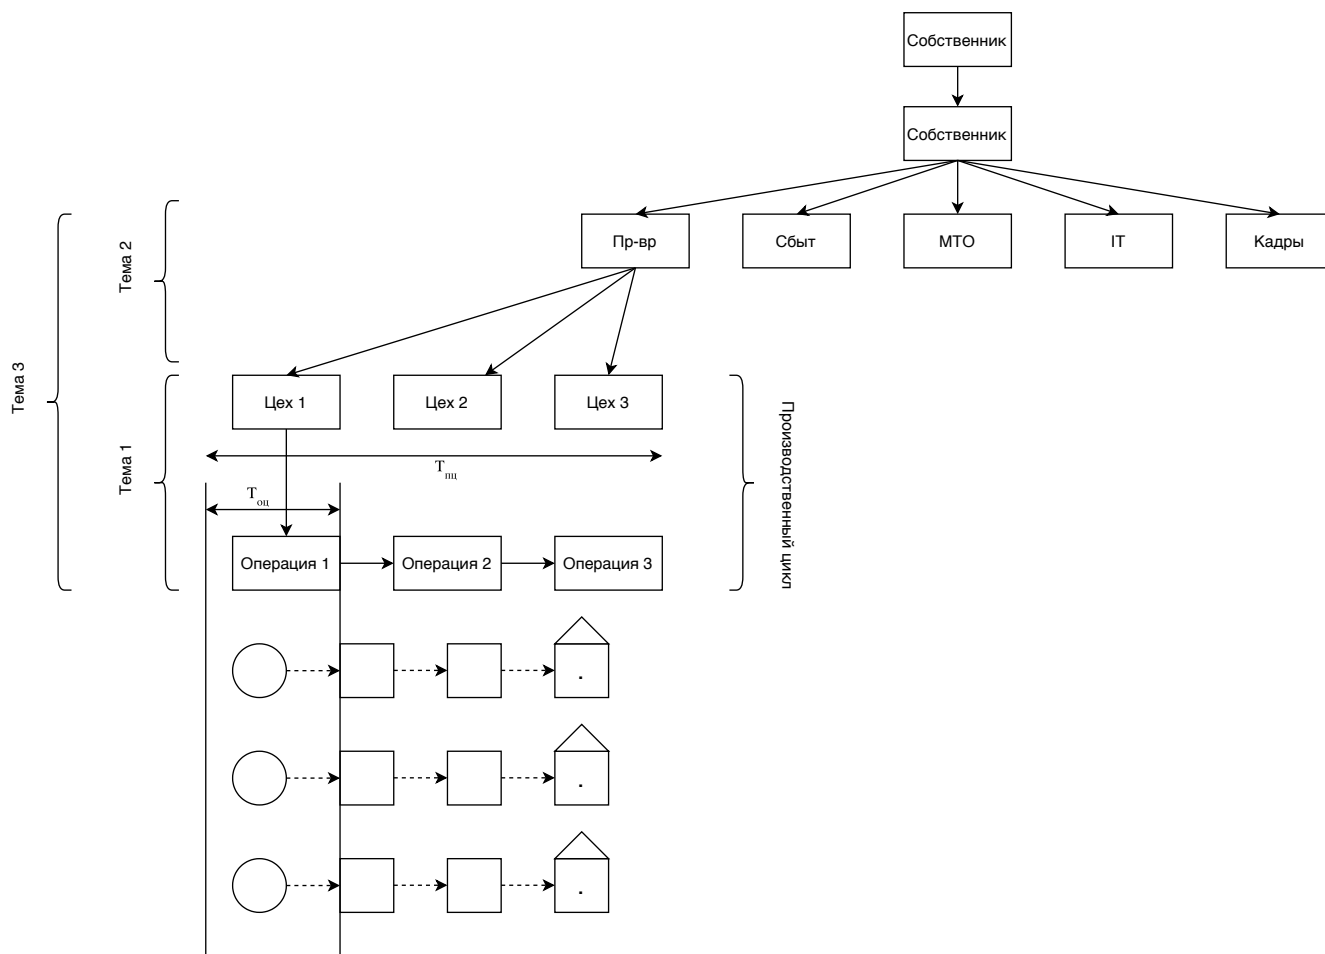 Собственник
Собственник
Пр-вр
Сбыт
МТО
IT
Кадры
Тема 2
Тема 3
Цех 1
Цех 2
Цех 3
Тема 1
Тпц
Производственный цикл
Точ
Операция 1
Операция 2
Операция 3
.
.
.